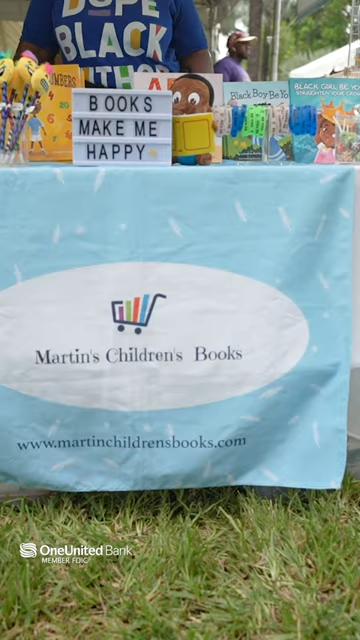 DOPE
BLACK
BOOKS
MAKE ME
HAPPY
Black Boy Be Yo
BLACK GIRL BE YO
Martin's Children's Books
www.martinchildrensbooks.com
OneUnited Bank
MEMBER FDIC